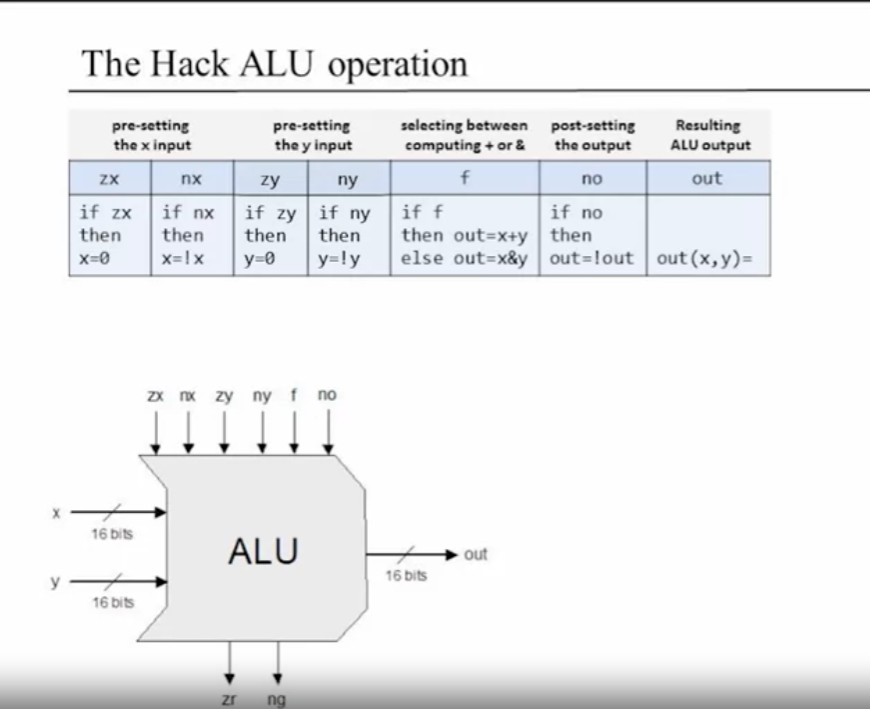 The Hack ALU operation
pre-setting the x input
pre-setting the y input
selecting between computing + or &
post-setting the output
Resulting ALU output
zx nx zy ny f no out
if zx then x=0
if nx then x=!x
if zy then y=0
if ny then y=!y
if f then out=x+y else out=x&y
if no then out=!out
out(x,y)=
zx nx zy ny f no
x
16 bits
ALU
out
16 bits
y
16 bits
zr ng